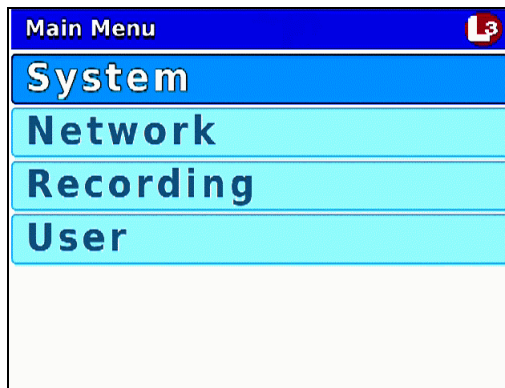 Main Menu
L3
System
Network
Recording
User